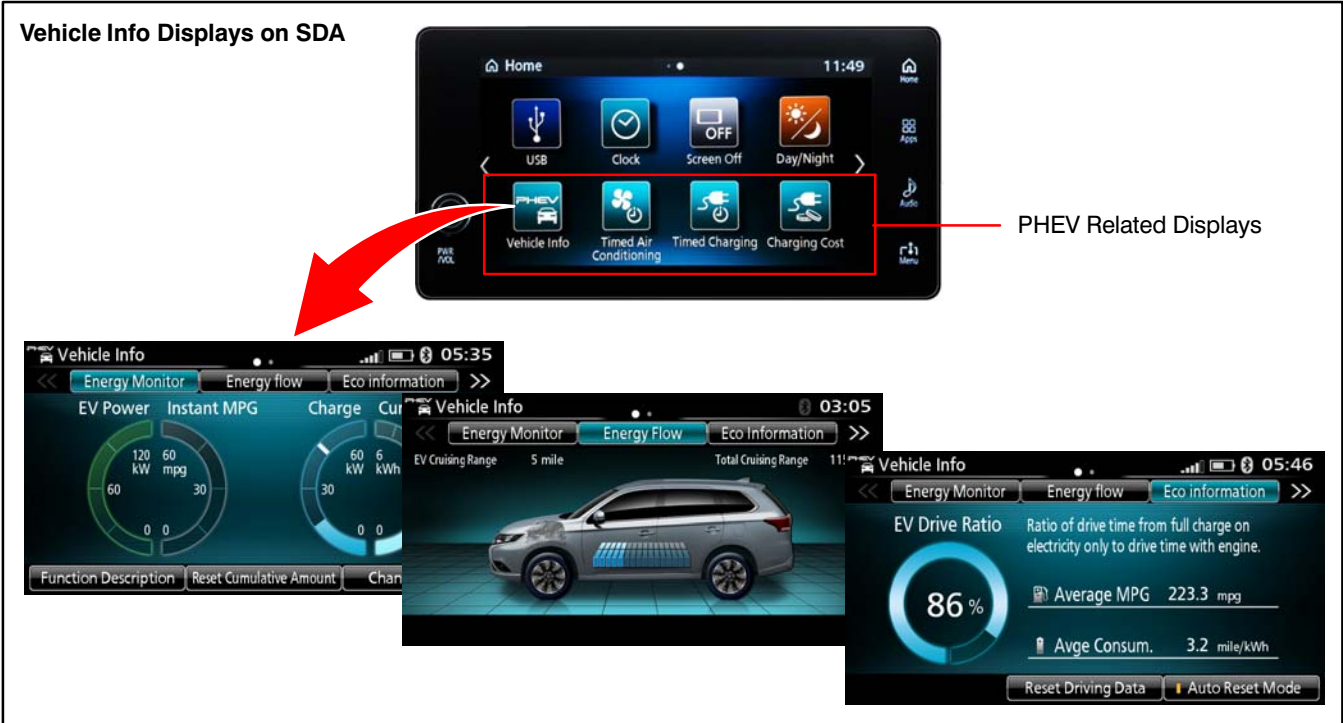 Vehicle Info Displays on SDA
Home 11:49
Home
USB Clock Screen Off Day/Night
OFF
Apps
Audio
PHEV
Vehicle Info Timed Air Conditioning Timed Charging Charging Cost
PWR
/VOL
Menu
PHEV Related Displays
PHEV Vehicle Info 05:35
<< Energy Monitor Energy flow Eco information >>
EV Power Instant MPG Charge Cur
120 kW 60 mpg 60 kW 6 kWh
60 30 30
0 0 0 0
Function Description Reset Cumulative Amount Chan
PHEV Vehicle Info 03:05
<< Energy Monitor Energy Flow Eco Information >>
EV Cruising Range 5 mile Total Cruising Range
PHEV Vehicle Info 05:46
<< Energy Monitor Energy flow Eco information >>
EV Drive Ratio
Ratio of drive time from full charge on
electricity only to drive time with engine.
86 %
Average MPG 223.3 mpg
Avge Consum. 3.2 mile/kWh
Reset Driving Data Auto Reset Mode